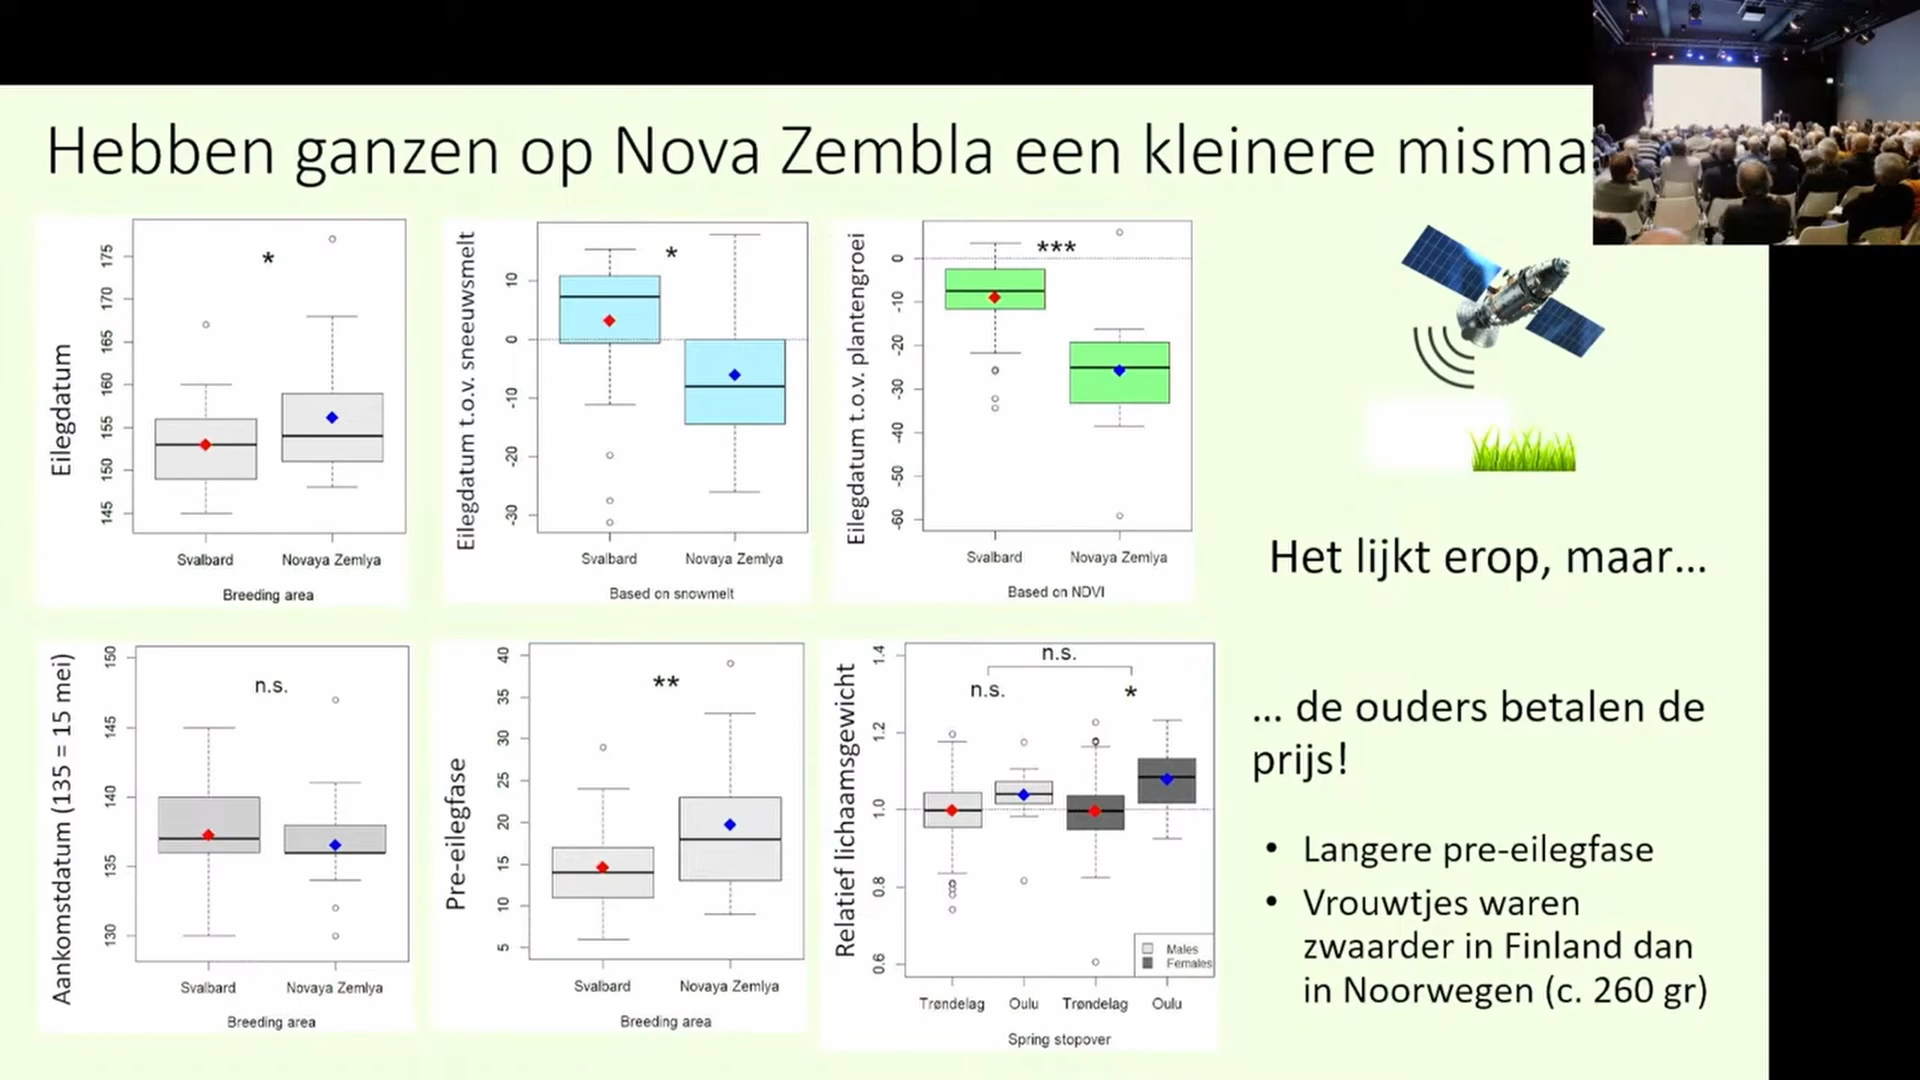 Hebben ganzen op Nova Zembla een kleinere misma
Eilegdatum
175
170
165
160
155
150
145
*
Svalbard
Novaya Zemlya
Breeding area
Eilegdatum t.o.v. sneeuwsmelt
10
0
-10
-20
-30
*
Svalbard
Novaya Zemlya
Based on snowmelt
Eilegdatum t.o.v. plantengroei
0
-10
-20
-30
-40
-50
-60
***
Svalbard
Novaya Zemlya
Based on NDVI
Het lijkt erop, maar...
Aankomstdatum (135 = 15 mei)
150
145
140
135
130
n.s.
Svalbard
Novaya Zemlya
Breeding area
Pre-eilegfase
40
35
30
25
20
15
10
5
**
Svalbard
Novaya Zemlya
Breeding area
Relatief lichaamsgewicht
1.4
1.2
1.0
0.8
0.6
n.s.
n.s.
*
Males
Females
Trøndelag
Oulu
Trøndelag
Oulu
Spring stopover
... de ouders betalen de
prijs!
• Langere pre-eilegfase
• Vrouwtjes waren
zwaarder in Finland dan
in Noorwegen (c. 260 gr)